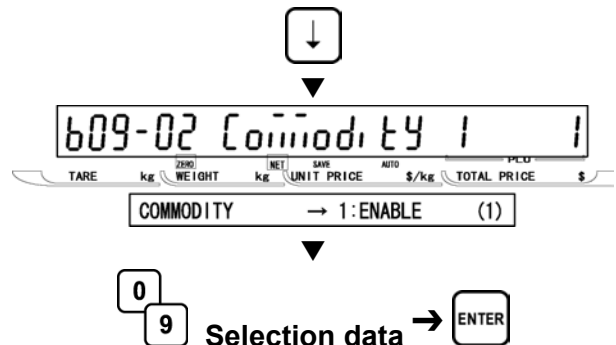 ↓
▼
b09-02 CommoditY 1 1
ZERO NET SAVE AUTO PLU
TARE kg WEIGHT kg UNIT PRICE $/kg TOTAL PRICE $
COMMODITY → 1:ENABLE (1)
▼
0
9 Selection data → ENTER